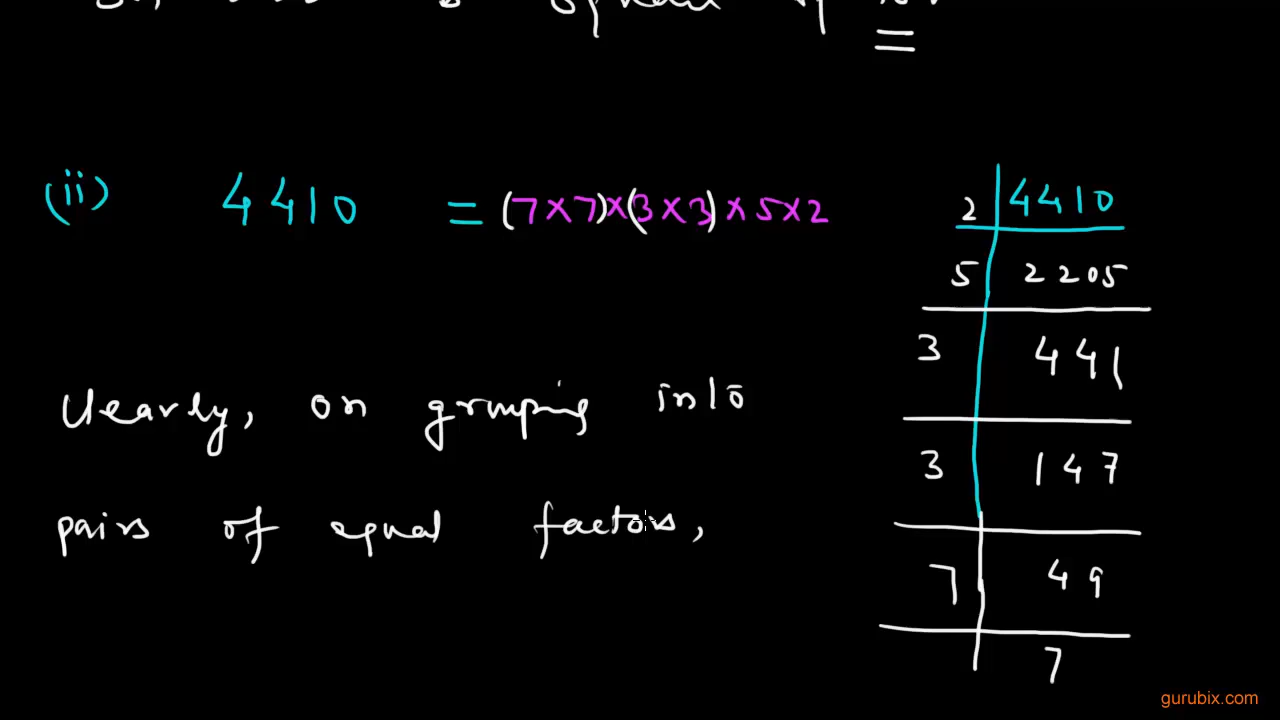 (ii) 4410 = (7×7)×(3×3)×5×2
2 | 4410
5 | 2205
3 | 441
3 | 147
7 | 49
7
Clearly, on grouping into
pairs of equal factors,
gurubix.com